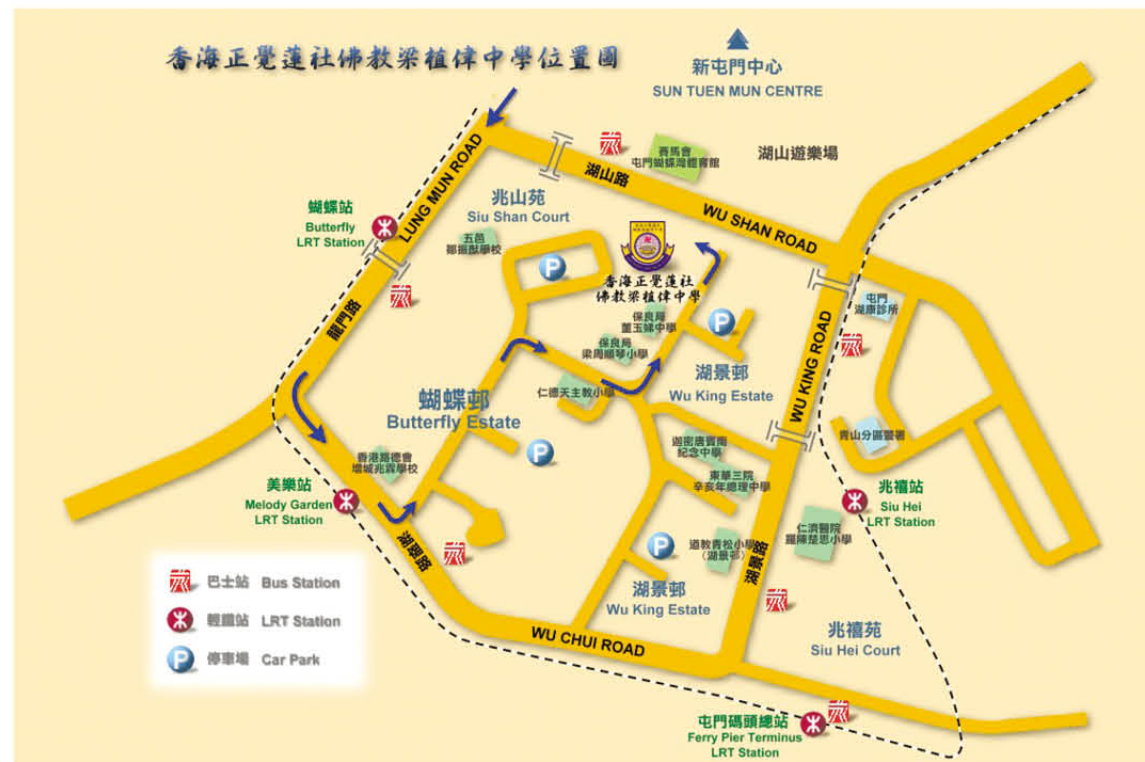 香海正覺蓮社佛教梁植偉中學位置圖
新屯門中心
SUN TUEN MUN CENTRE
賽馬會
屯門蝴蝶灣體育館
湖山遊樂場
湖山路
WU SHAN ROAD
LUNG MUN ROAD
龍門路
兆山苑
Siu Shan Court
蝴蝶站
Butterfly
LRT Station
五邑
鄒振猷學校
P
香海正覺蓮社
佛教梁植偉中學
保良局
董玉娣中學
P
屯門
湖康診所
保良局
梁周順琴小學
WU KING ROAD
湖景邨
Wu King Estate
仁德天主教小學
蝴蝶邨
Butterfly Estate
迦密唐賓南
紀念中學
青山分區警署
P
香港路德會
增城兆霖學校
東華三院
辛亥年總理中學
美樂站
Melody Garden
LRT Station
兆禧站
Siu Hei
LRT Station
仁濟醫院
羅陳楚思小學
湖翠路
P
道教青松小學
(湖景邨)
湖景路
湖景邨
Wu King Estate
巴士站 Bus Station
輕鐵站 LRT Station
P 停車場 Car Park
WU CHUI ROAD
兆禧苑
Siu Hei Court
屯門碼頭總站
Ferry Pier Terminus
LRT Station